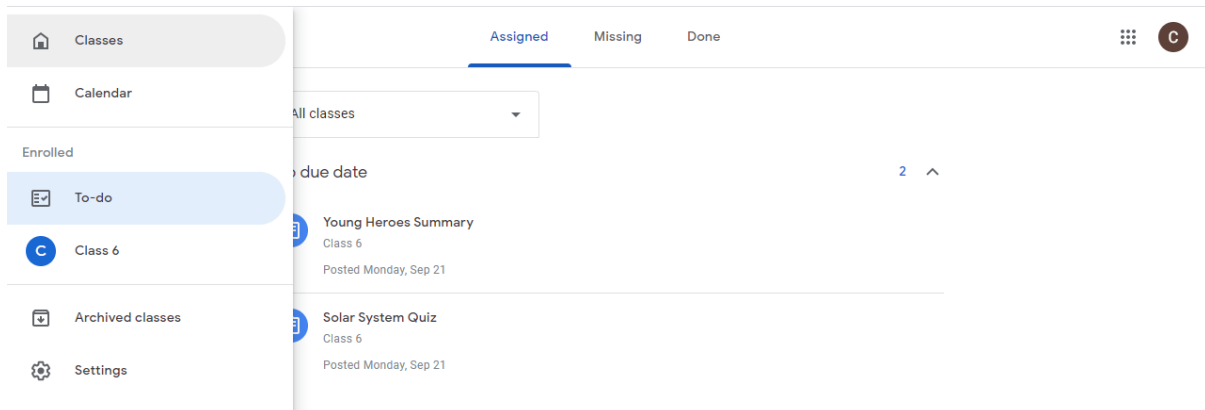 Classes
Calendar
Enrolled
To-do
C
Class 6
Archived classes
Settings
Assigned
Missing
Done
C
All classes
due date
2
Young Heroes Summary
Class 6
Posted Monday, Sep 21
Solar System Quiz
Class 6
Posted Monday, Sep 21